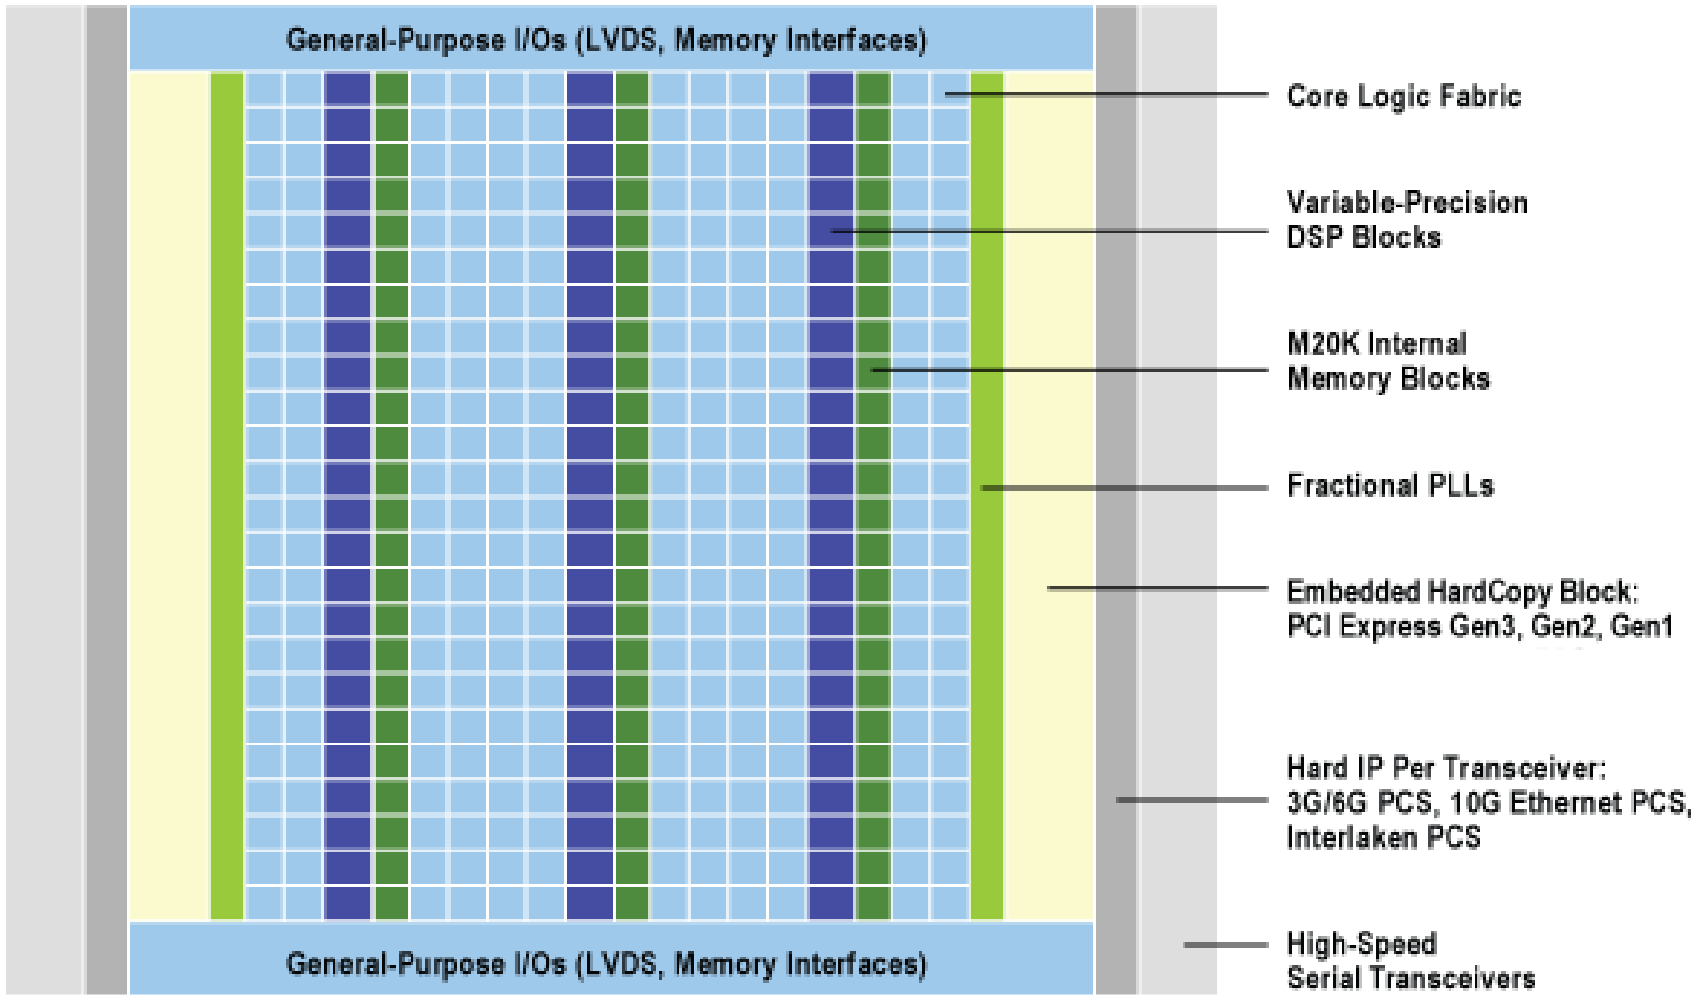 General-Purpose I/Os (LVDS, Memory Interfaces)
Core Logic Fabric
Variable-Precision
DSP Blocks
M20K Internal
Memory Blocks
Fractional PLLs
Embedded HardCopy Block:
PCI Express Gen3, Gen2, Gen1
Hard IP Per Transceiver:
3G/6G PCS, 10G Ethernet PCS,
Interlaken PCS
High-Speed
Serial Transceivers
General-Purpose I/Os (LVDS, Memory Interfaces)